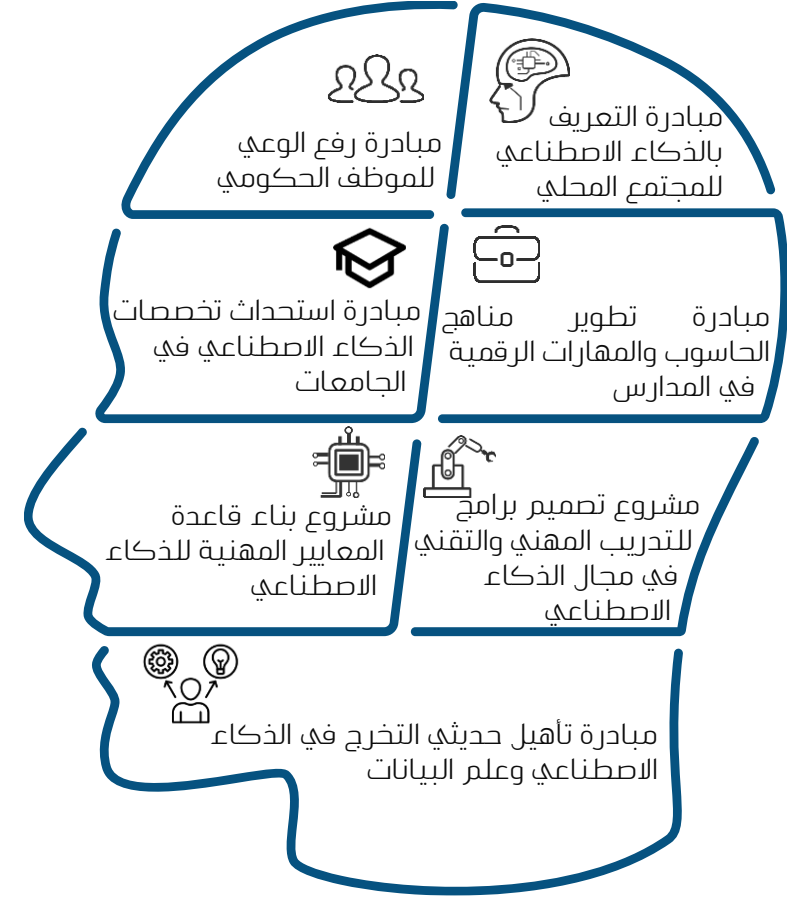 مبادرة التعريف
بالذكاء الاصطناعي
للمجتمع المحلي
مبادرة رفع الوعي
للموظف الحكومي
مبادرة تطوير مناهج
الحاسوب والمهارات الرقمية
في المدارس
مبادرة استحداث تخصصات
الذكاء الاصطناعي في
الجامعات
مشروع تصميم برامج
للتدريب المهني والتقني
في مجال الذكاء
الاصطناعي
مشروع بناء قاعدة
المعايير المهنية للذكاء
الاصطناعي
مبادرة تأهيل حديثي التخرج في الذكاء
الاصطناعي وعلم البيانات